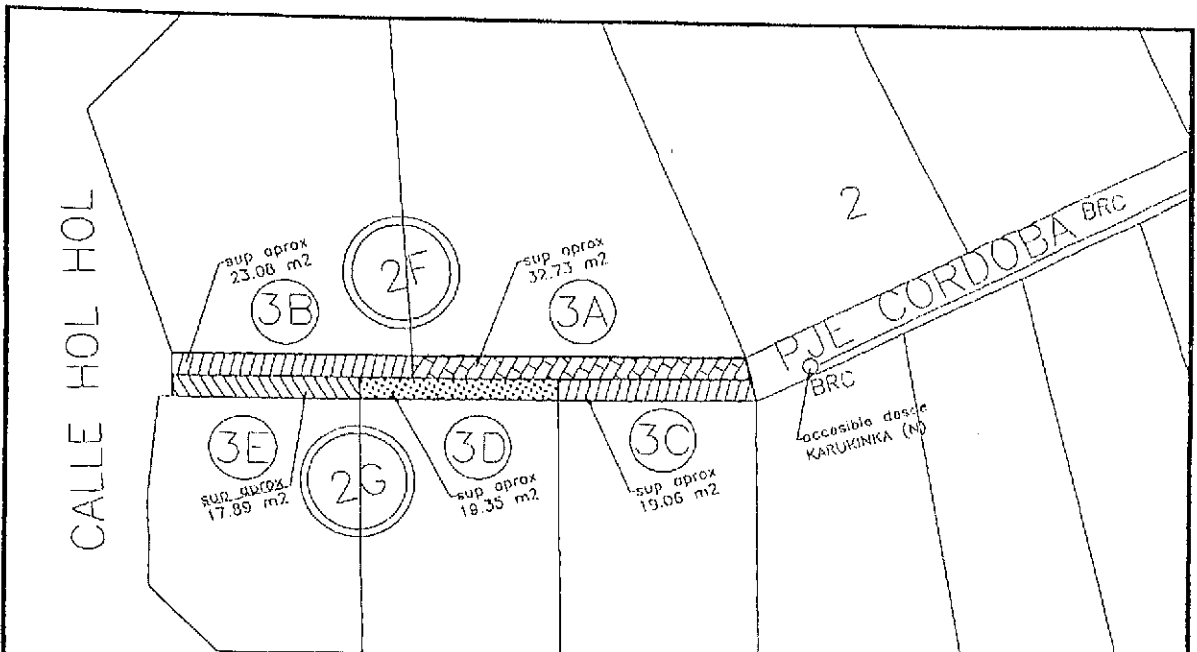 CALLE HOL HOL
sup aprox
23.08 m2
3B
2F
sup aprox
32.73 m2
3A
2
PJE CORDOBA BRC
BRC
accesible desde
KARUKINKA (N)
3E
sup aprox
17.89 m2
2G
3D
sup aprox
19.35 m2
3C
sup aprox
19.06 m2